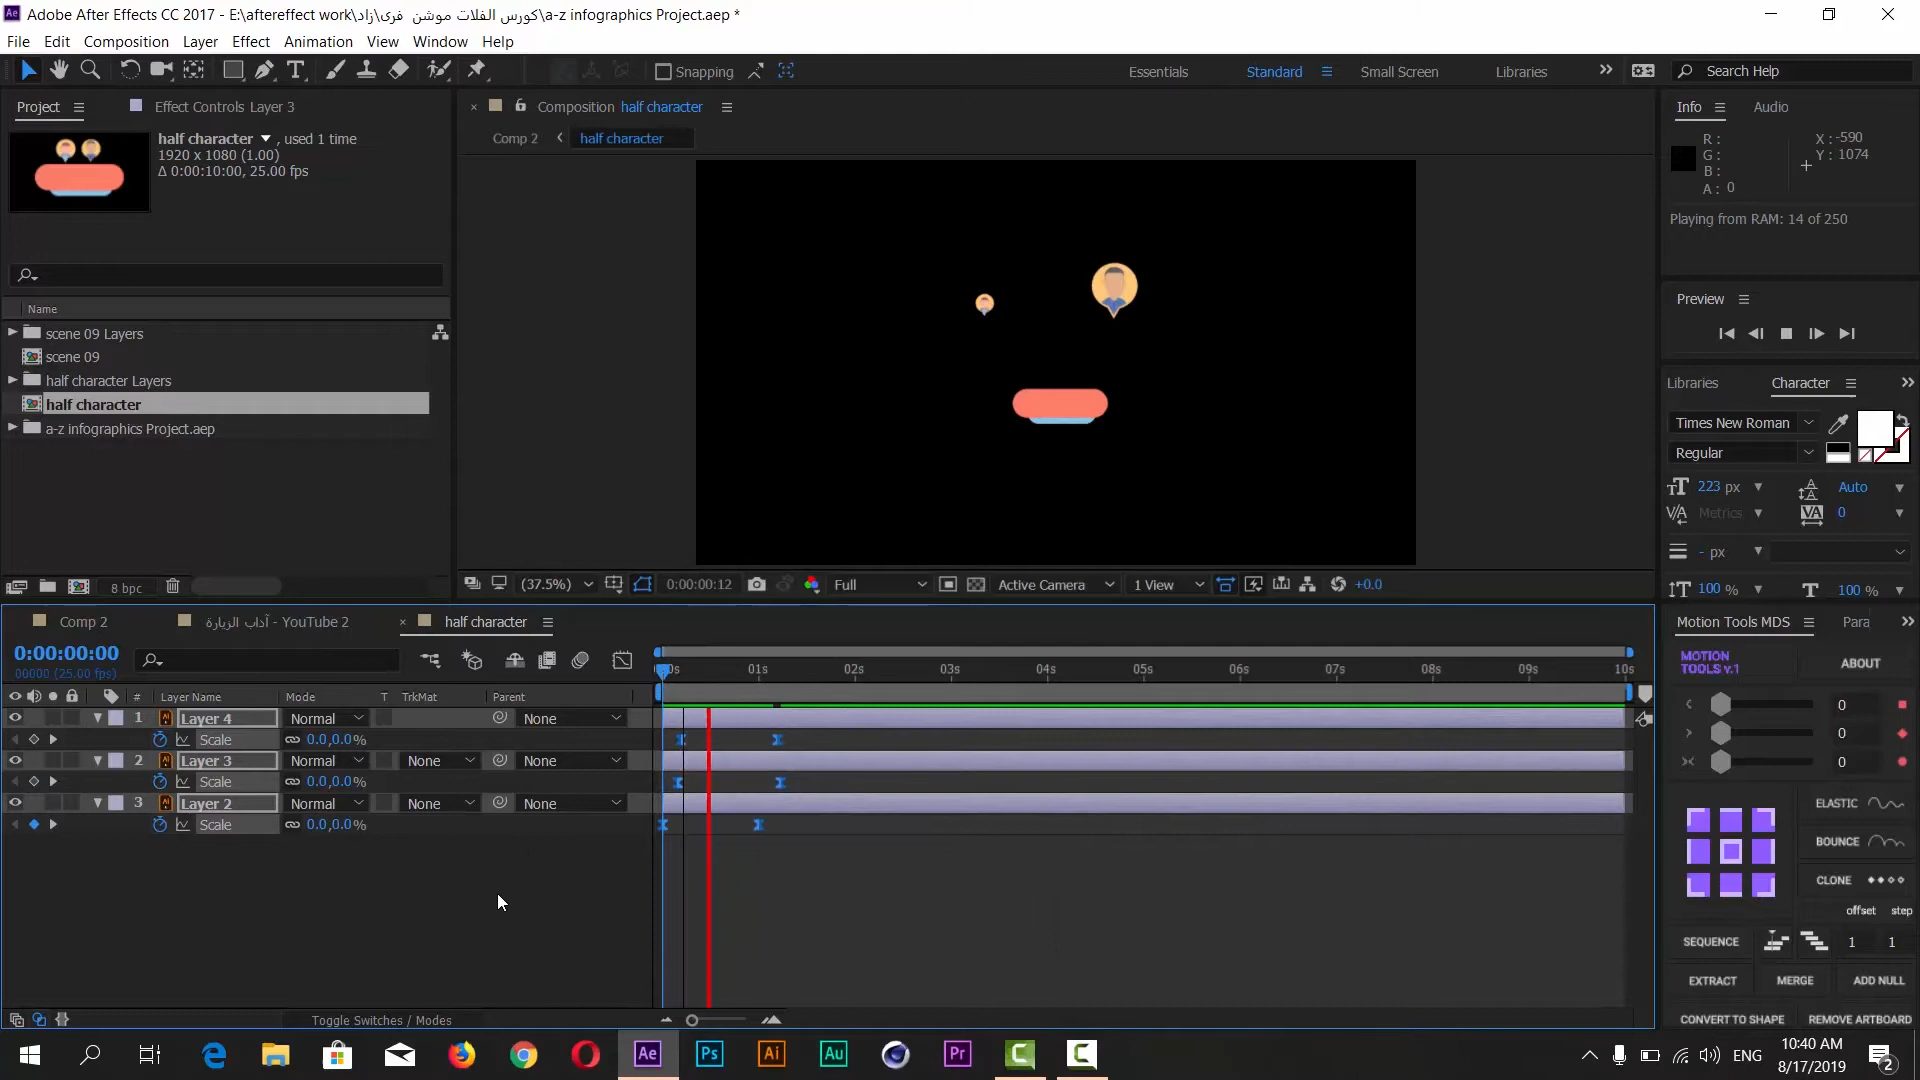 Adobe After Effects CC 2017 - E:\aftereffect work\كورس الفلات موشن فرى\زاد\a-z infographics Project.aep *
File Edit Composition Layer Effect Animation View Window Help
Snapping Essentials Standard Small Screen Libraries Search Help
Project Effect Controls Layer 3
Composition half character
Info Audio
half character , used 1 time
1920 x 1080 (1.00)
Δ 0:00:10:00, 25.00 fps
Comp 2 half character
R :
G :
B :
A : 0
X : -590
Y : 1074
Playing from RAM: 14 of 250
Preview
Name
scene 09 Layers
scene 09
half character Layers
half character
a-z infographics Project.aep
Libraries Character
Times New Roman
Regular
223 px Auto
Metrics 0
- px
100 % 100 %
8 bpc
(37.5%) 0:00:00:12 Full Active Camera 1 View +0.0
Comp 2 آداب الزيارة - YouTube 2 half character
Motion Tools MDS Para
0:00:00:00
00000 (25.00 fps)
0s 01s 02s 03s 04s 05s 06s 07s 08s 09s 10s
MOTION TOOLS v.1 ABOUT
# Layer Name Mode T TrkMat Parent
1 Layer 4 Normal None
Scale 0.0,0.0%
2 Layer 3 Normal None None
Scale 0.0,0.0%
3 Layer 2 Normal None None
Scale 0.0,0.0%
0
0
0
ELASTIC
BOUNCE
CLONE
offset step
SEQUENCE 1 1
EXTRACT MERGE ADD NULL
CONVERT TO SHAPE REMOVE ARTBOARD
Toggle Switches / Modes
Ae Ps Ai Au Pr
ENG
10:40 AM
8/17/2019
2